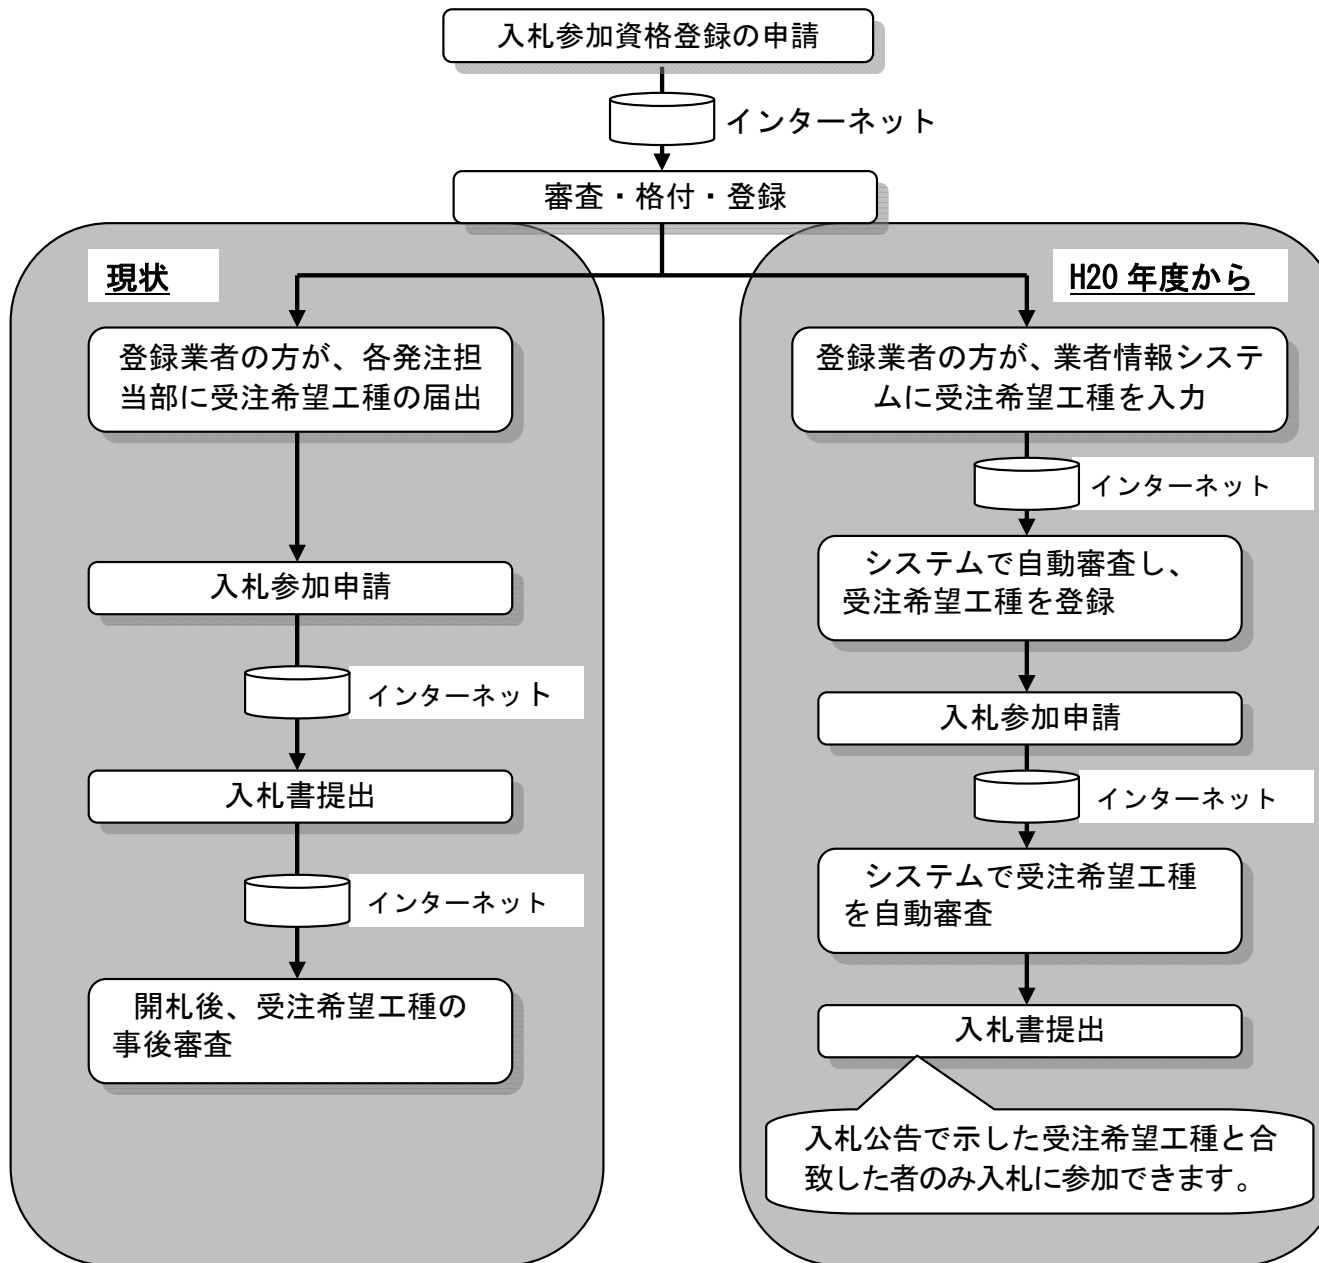 入札参加資格登録の申請
インターネット
審査・格付・登録
現状
登録業者の方が、各発注担
当部に受注希望工種の届出
入札参加申請
インターネット
入札書提出
インターネット
開札後、受注希望工種の
事後審査
H20 年度から
登録業者の方が、業者情報システ
ムに受注希望工種を入力
インターネット
システムで自動審査し、
受注希望工種を登録
入札参加申請
インターネット
システムで受注希望工種
を自動審査
入札書提出
入札公告で示した受注希望工種と合
致した者のみ入札に参加できます。